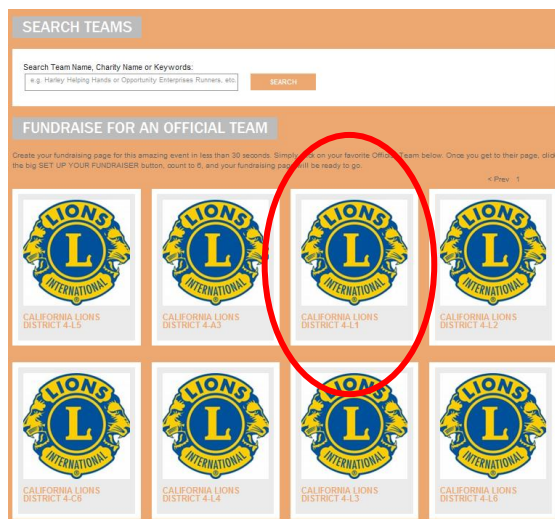 SEARCH TEAMS
Search Team Name, Charity Name or Keywords:
e.g. Harley Helping Hands or Opportunity Enterprises Runners, etc.
SEARCH
FUNDRAISE FOR AN OFFICIAL TEAM
Create your fundraising page for this amazing event in less than 30 seconds. Simply click on your favorite Official Team below. Once you get to their page, clic
the big SET UP YOUR FUNDRAISER button, count to 5, and your fundraising page will be ready to go.
< Prev 1
LIONS
L
INTERNATIONAL
®
LIONS
L
INTERNATIONAL
®
LIONS
L
INTERNATIONAL
®
LIONS
L
INTERNATIONAL
®
CALIFORNIA LIONS
DISTRICT 4-L5
CALIFORNIA LIONS
DISTRICT 4-A3
CALIFORNIA LIONS
DISTRICT 4-L1
CALIFORNIA LIONS
DISTRICT 4-L2
LIONS
L
INTERNATIONAL
®
LIONS
L
INTERNATIONAL
®
LIONS
L
INTERNATIONAL
®
LIONS
L
INTERNATIONAL
®
CALIFORNIA LIONS
DISTRICT 4-C6
CALIFORNIA LIONS
DISTRICT 4-L4
CALIFORNIA LIONS
DISTRICT 4-L3
CALIFORNIA LIONS
DISTRICT 4-L6